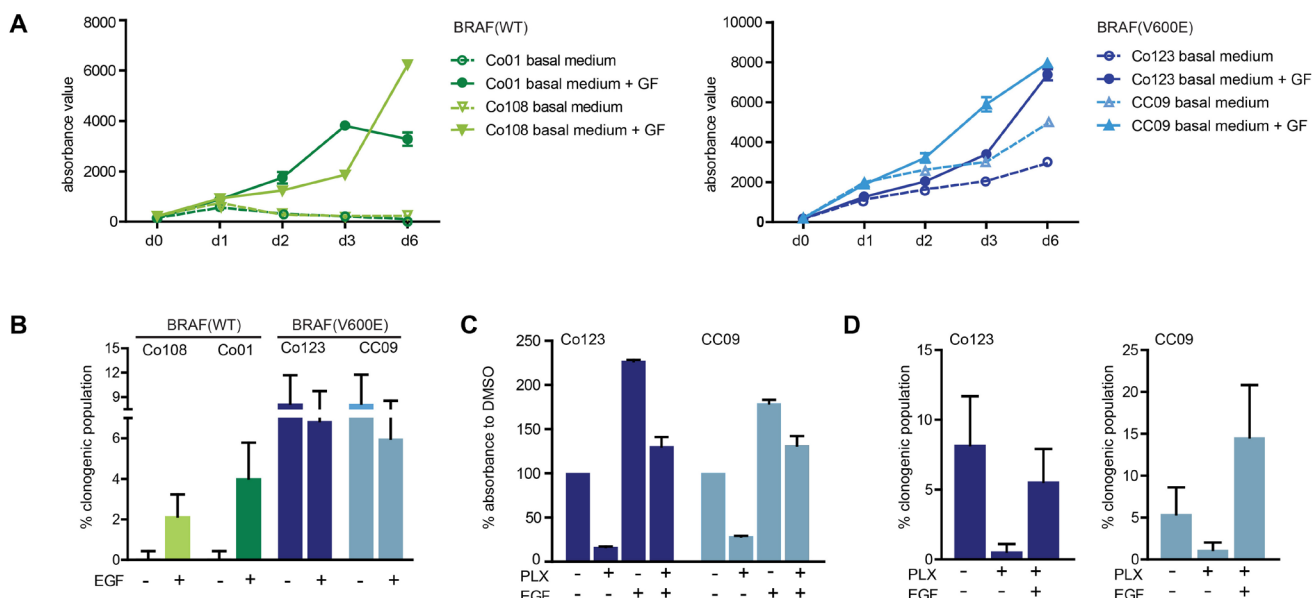 A
BRAF(WT)
Co01 basal medium
Co01 basal medium + GF
Co108 basal medium
Co108 basal medium + GF
absorbance value
8000
6000
4000
2000
0
d0 d1 d2 d3 d6
BRAF(V600E)
Co123 basal medium
Co123 basal medium + GF
CC09 basal medium
CC09 basal medium + GF
absorbance value
10000
8000
6000
4000
2000
0
d0 d1 d2 d3 d6
B
BRAF(WT) BRAF(V600E)
Co108 Co01 Co123 CC09
% clonogenic population
15
12
9
6
4
2
0
EGF - + - + - + - +
C
Co123 CC09
% absorbance to DMSO
250
200
150
100
50
0
PLX - + - + - + - +
EGF - - + + - - + +
D
Co123
% clonogenic population
15
10
5
0
PLX - + +
EGF - - +
CC09
% clonogenic population
25
20
15
10
5
0
PLX - + +
EGF - - +